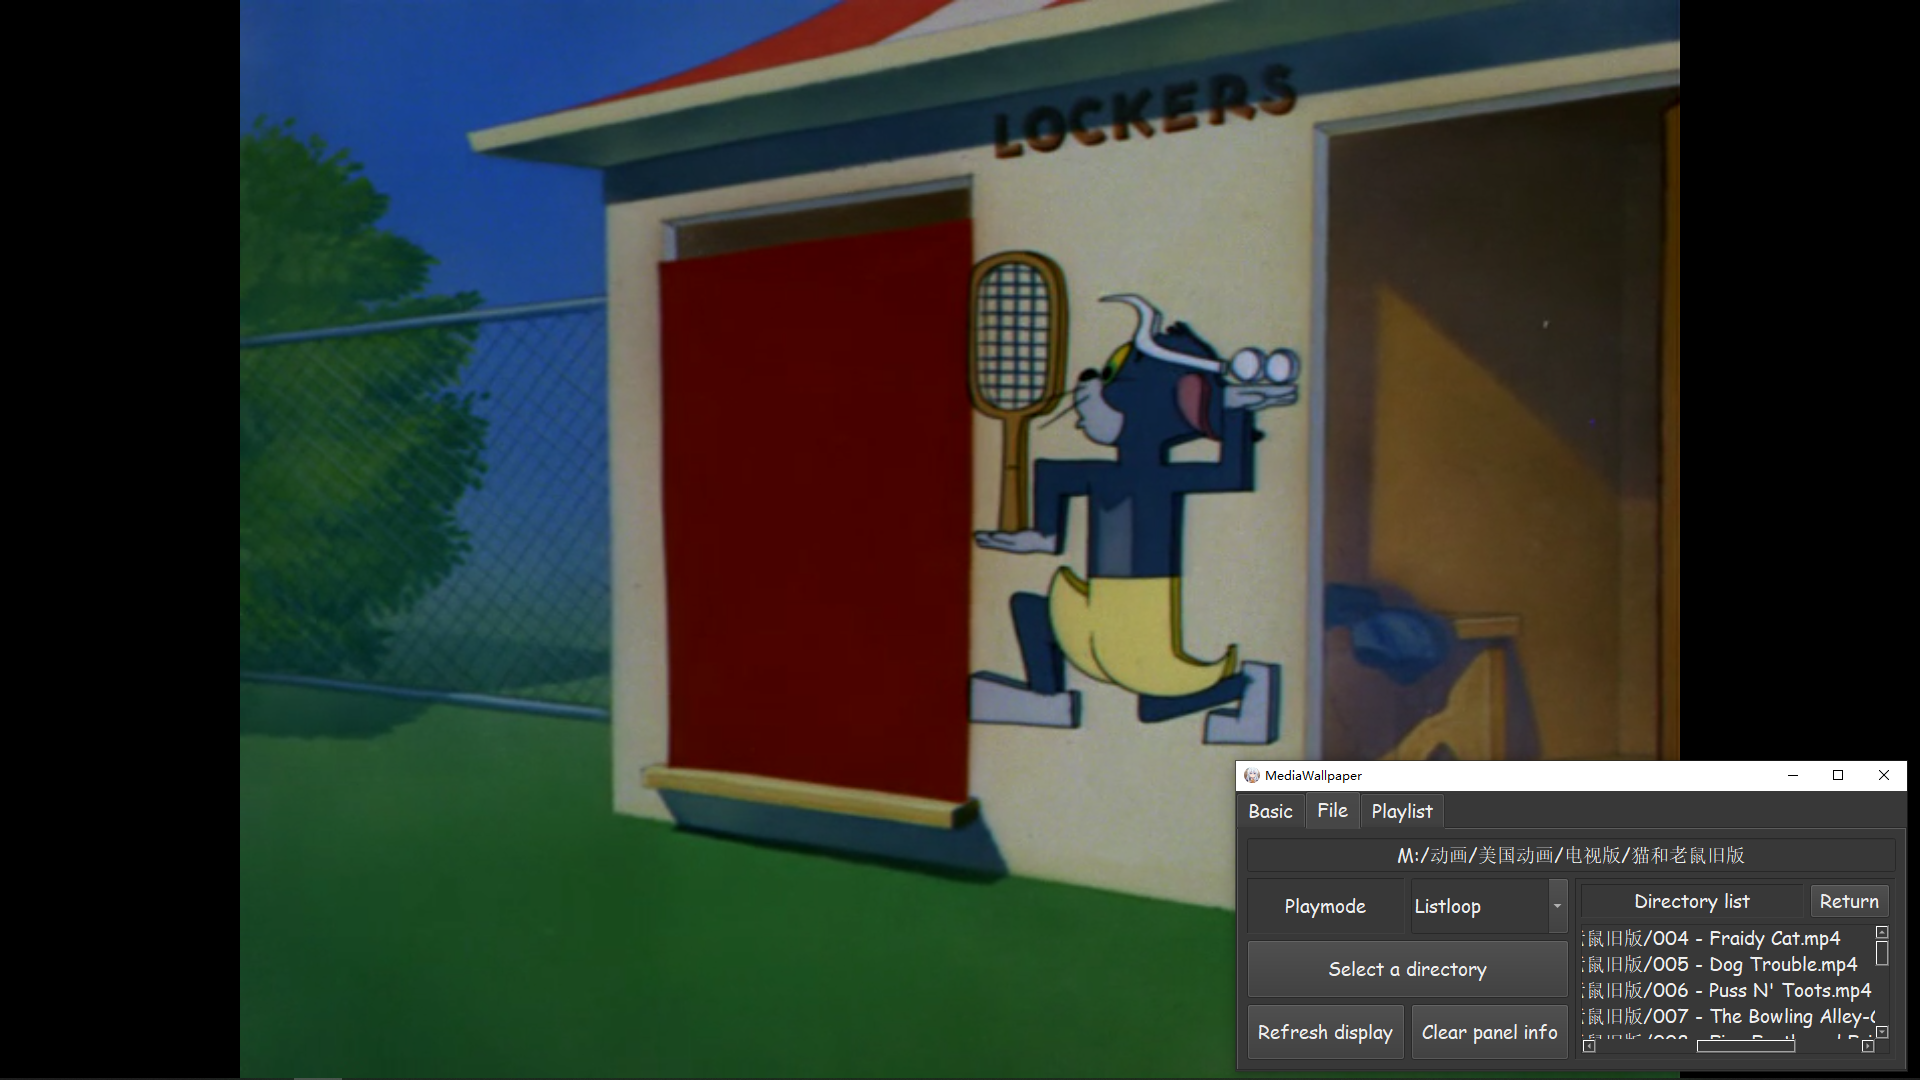 LOCKERS
MediaWallpaper
Basic File Playlist
M:/动画/美国动画/电视版/猫和老鼠旧版
Playmode Listloop
Directory list Return
鼠旧版/004 - Fraidy Cat.mp4
鼠旧版/005 - Dog Trouble.mp4
鼠旧版/006 - Puss N' Toots.mp4
鼠旧版/007 - The Bowling Alley-
Select a directory
Refresh display Clear panel info